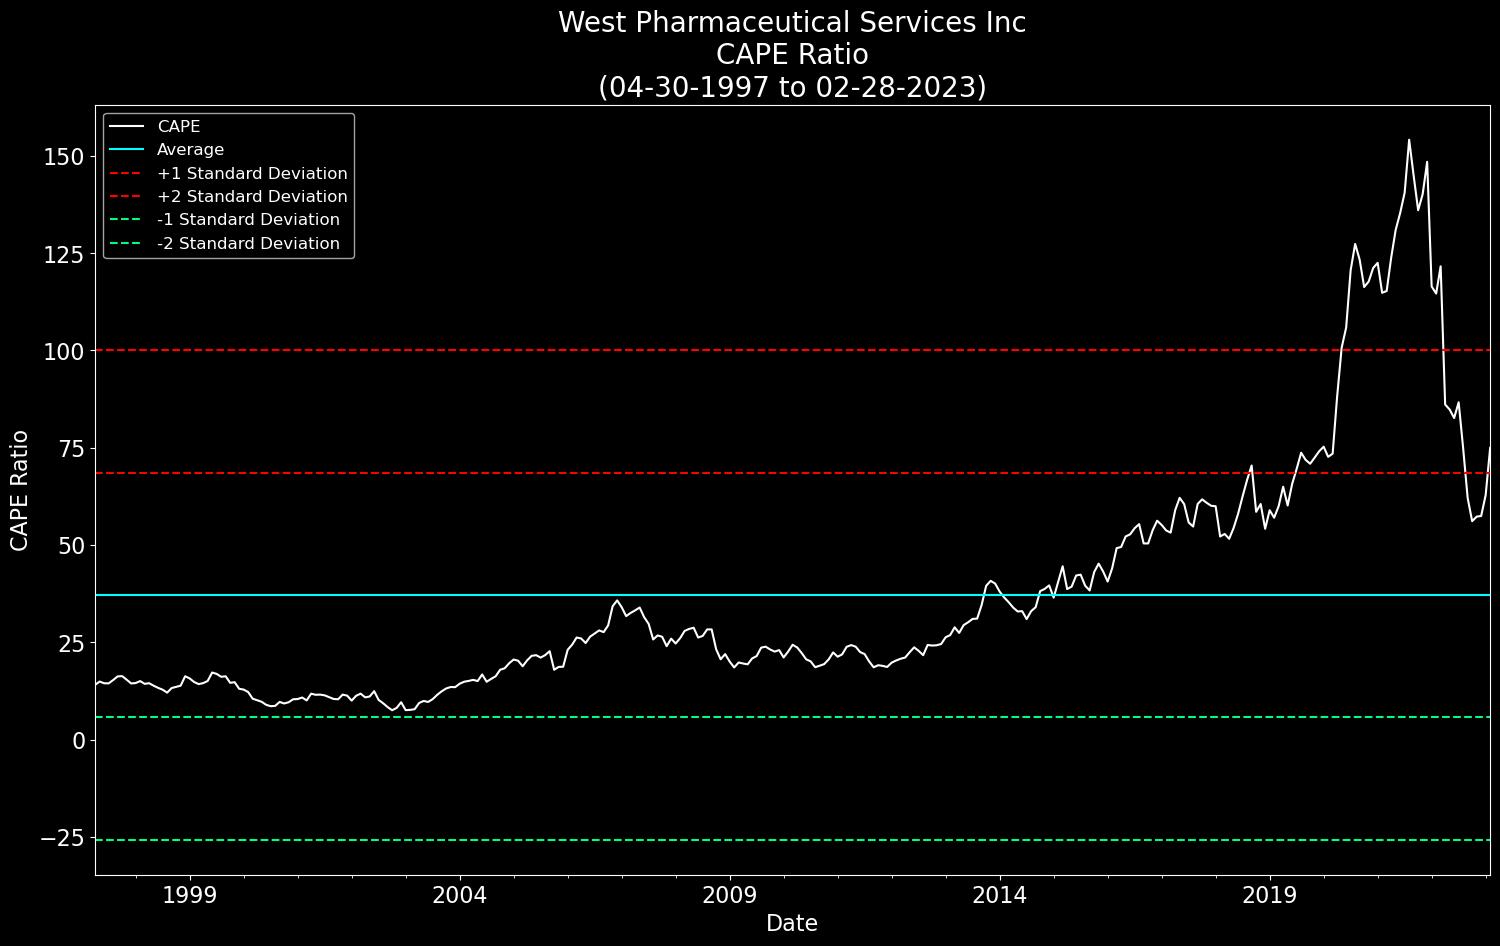 West Pharmaceutical Services Inc
CAPE Ratio
(04-30-1997 to 02-28-2023)
CAPE
Average
+1 Standard Deviation
+2 Standard Deviation
-1 Standard Deviation
-2 Standard Deviation
150
125
100
75
50
25
0
−25
CAPE Ratio
1999
2004
2009
2014
2019
Date